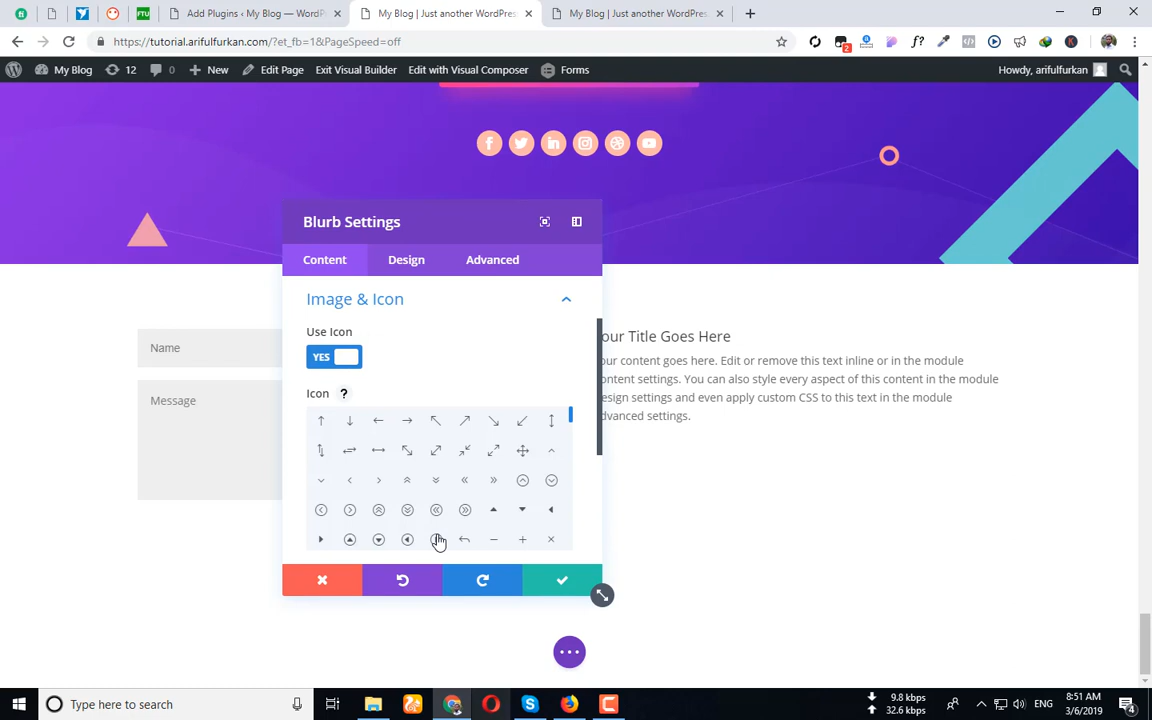 FTU
Add Plugins ‹ My Blog — WordP
My Blog | Just another WordPress
My Blog | Just another WordPress
https://tutorial.arifulfurkan.com/?et_fb=1&PageSpeed=off
2
f?
My Blog
12
New
Edit Page
Exit Visual Builder
Edit with Visual Composer
Forms
Howdy, arifulfurkan
Blurb Settings
Content
Design
Advanced
Image & Icon
Use Icon
YES
Icon ?
Name
Message
our Title Goes Here
our content goes here. Edit or remove this text inline or in the module
ontent settings. You can also style every aspect of this content in the module
esign settings and even apply custom CSS to this text in the module
dvanced settings.
Type here to search
9.8 kbps
32.6 kbps
ENG
8:51 AM
3/6/2019
4